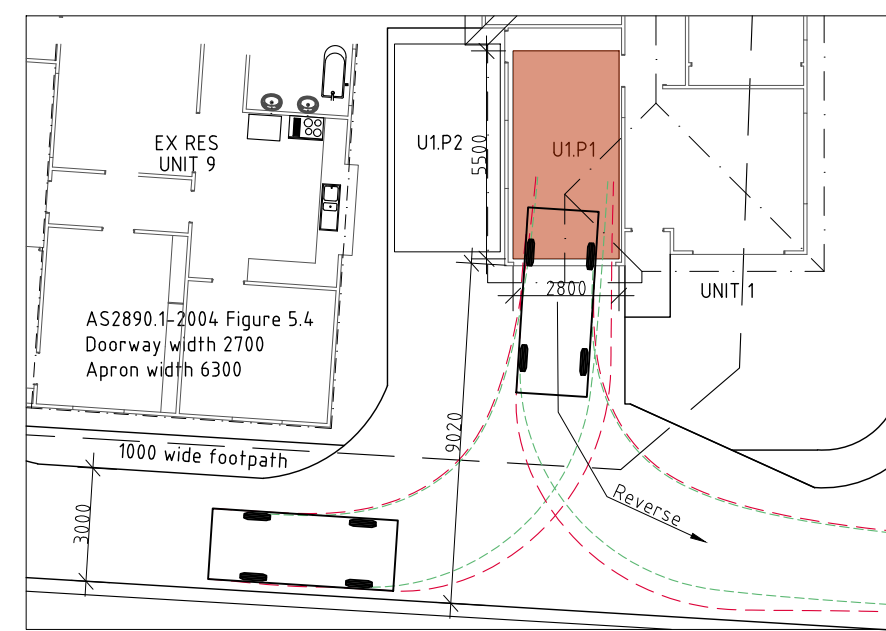 EX RES
UNIT 9
U1.P2
5500
U1.P1
2800
UNIT 1
AS2890.1-2004 Figure 5.4
Doorway width 2700
Apron width 6300
9020
1000 wide footpath
3000
Reverse